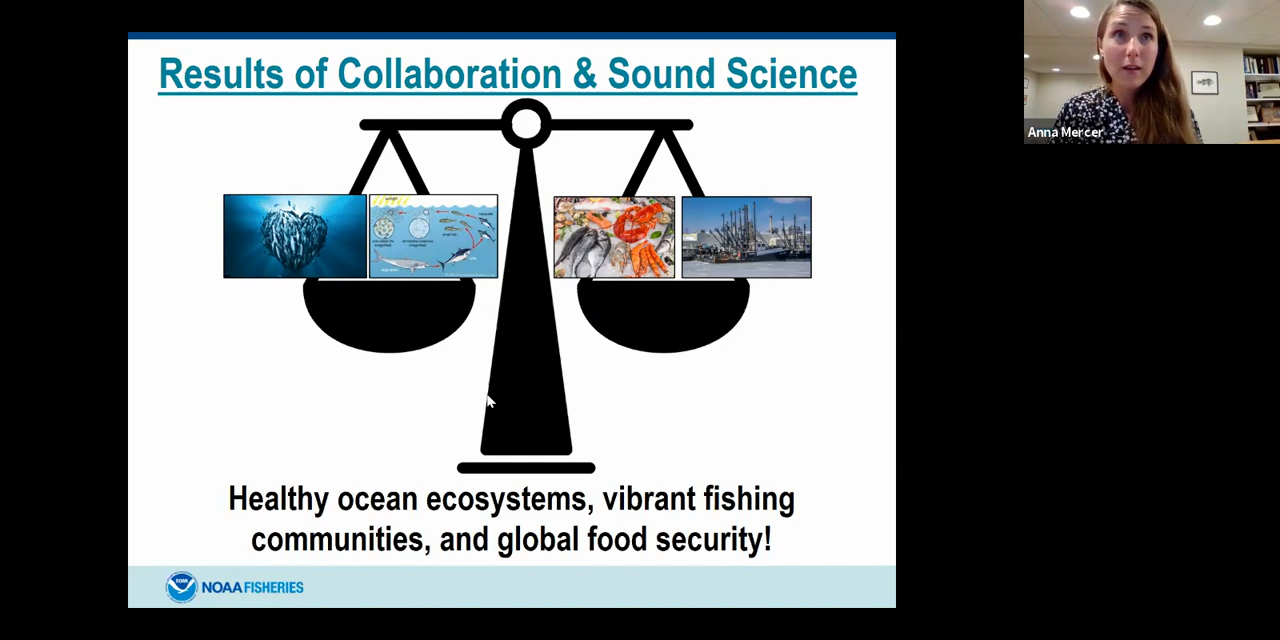 Results of Collaboration & Sound Science
Anna Mercer
Healthy ocean ecosystems, vibrant fishing
communities, and global food security!
NOAA
NOAA FISHERIES